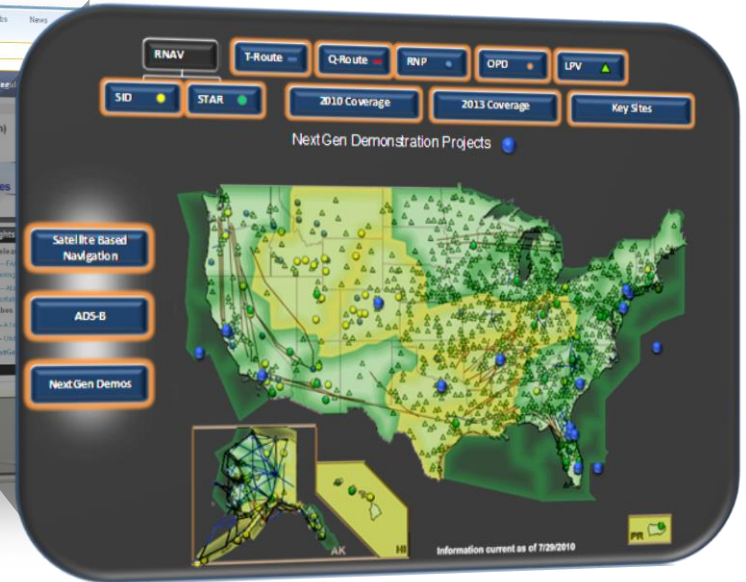 News
RNAV
T-Route
Q-Route
RNP
OPD
LPV
SID
STAR
2010 Coverage
2013 Coverage
Key Sites
NextGen Demonstration Projects
Satellite Based
Navigation
ADS-B
NextGen Demos
AK
HI
PR
Information current as of 7/29/2010